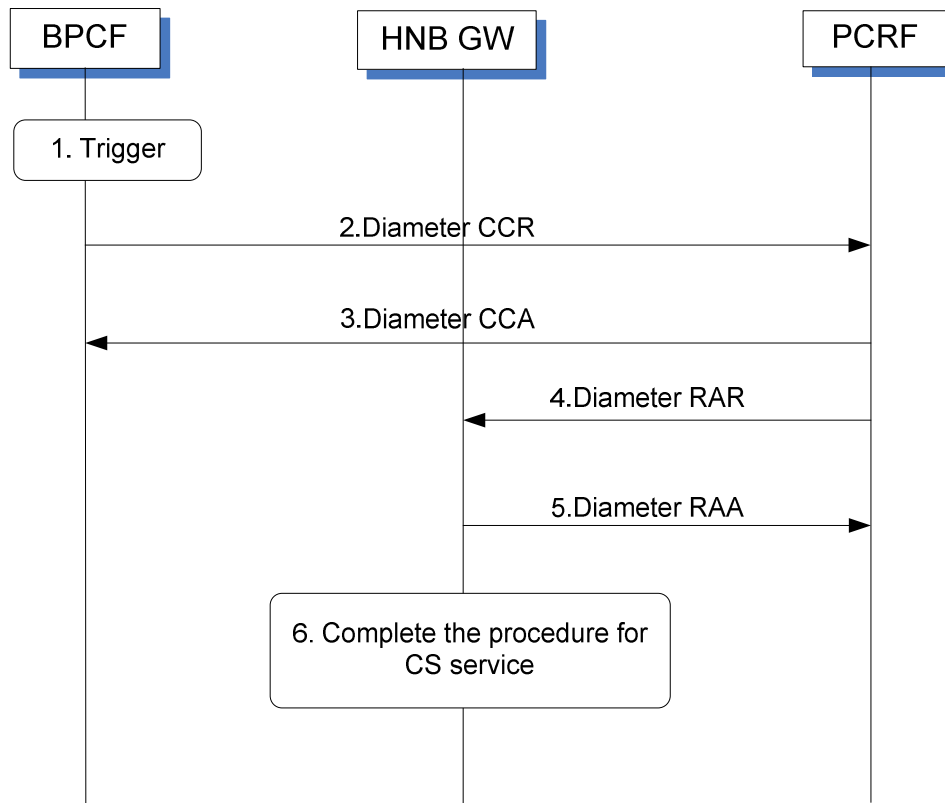 BPCF
HNB GW
PCRF
1. Trigger
2.Diameter CCR
3.Diameter CCA
4.Diameter RAR
5.Diameter RAA
6. Complete the procedure for
CS service